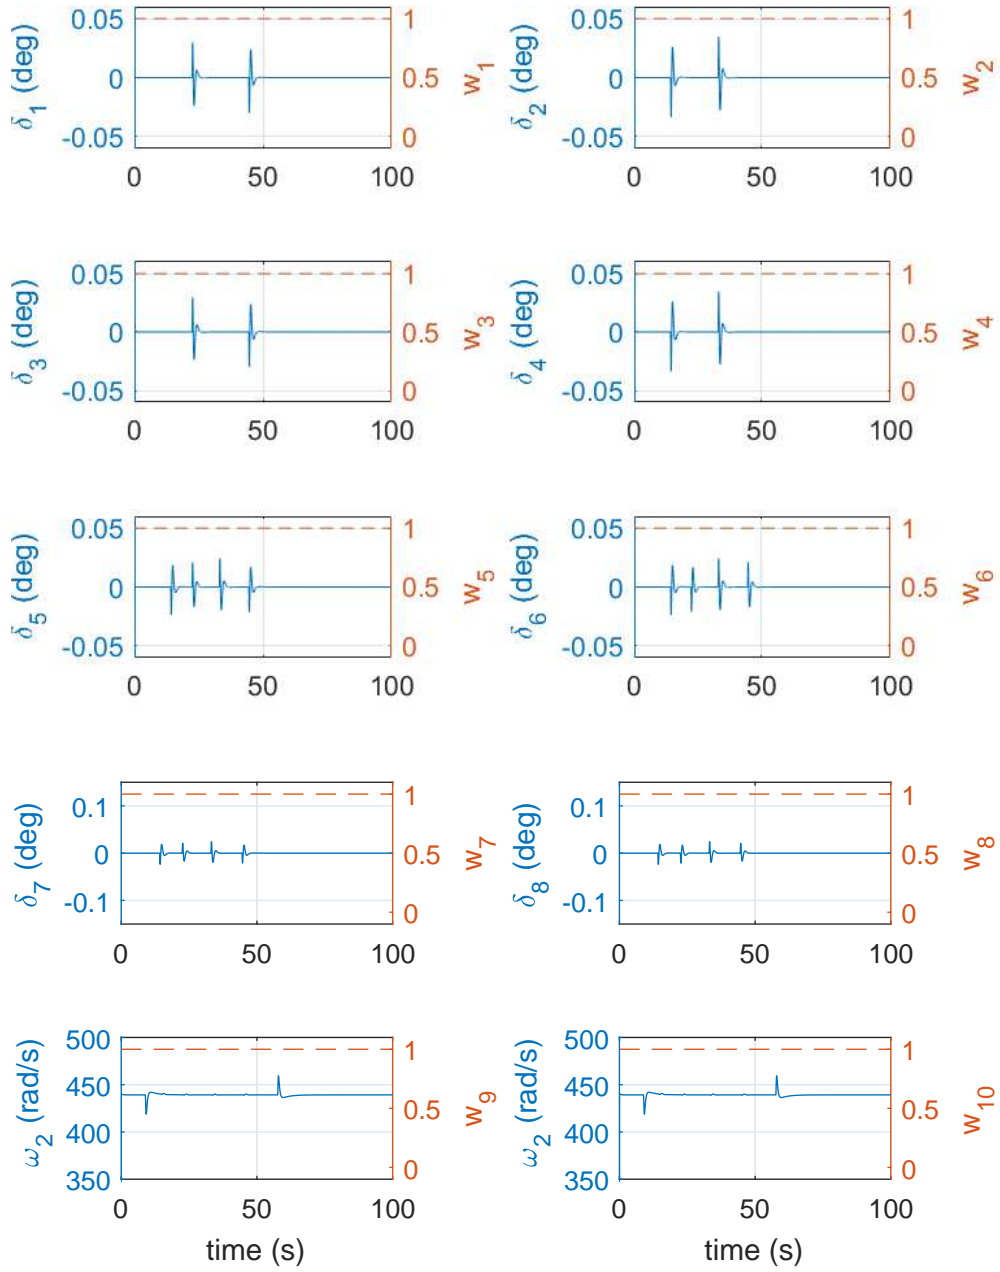 0.05 0 -0.05 δ1 (deg) 1 0.5 0 w1 0 50 100
0.05 0 -0.05 δ2 (deg) 1 0.5 0 w2 0 50 100
0.05 0 -0.05 δ3 (deg) 1 0.5 0 w3 0 50 100
0.05 0 -0.05 δ4 (deg) 1 0.5 0 w4 0 50 100
0.05 0 -0.05 δ5 (deg) 1 0.5 0 w5 0 50 100
0.05 0 -0.05 δ6 (deg) 1 0.5 0 w6 0 50 100
0.1 0 -0.1 δ7 (deg) 1 0.5 0 w7 0 50 100
0.1 0 -0.1 δ8 (deg) 1 0.5 0 w8 0 50 100
500 450 400 350 ω2 (rad/s) 1 0.5 0 w9 0 50 100
time (s)
500 450 400 350 ω2 (rad/s) 1 0.5 0 w10 0 50 100
time (s)